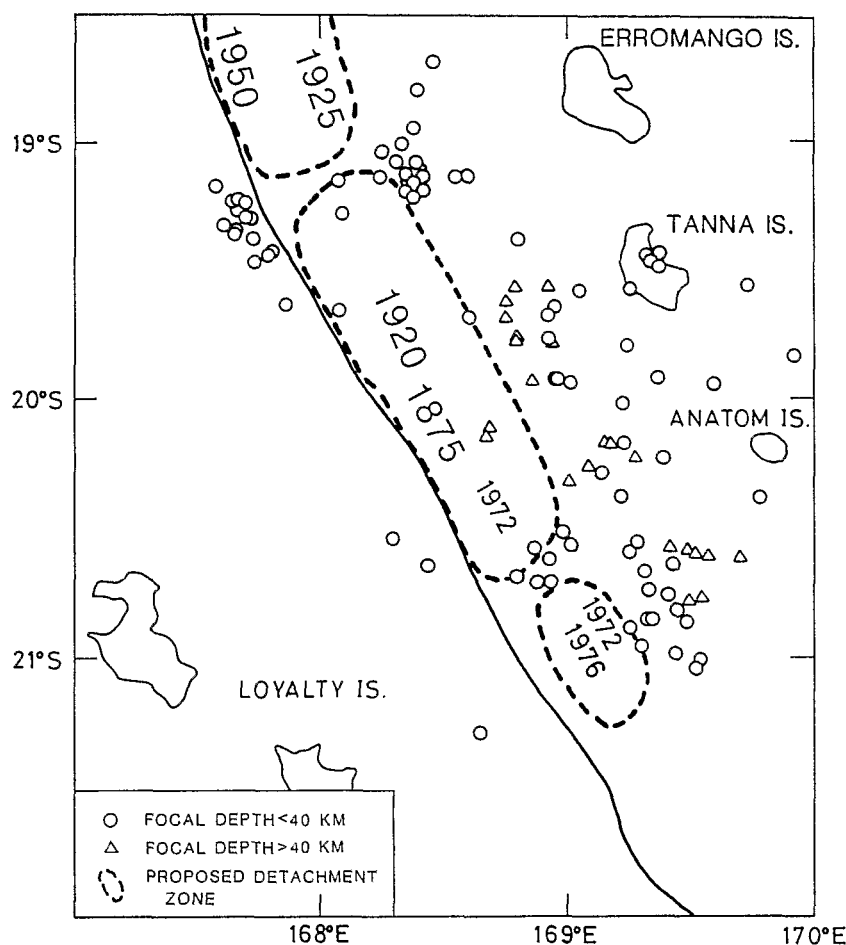 ERROMANGO IS.
1950
1925
19°S
TANNA IS.
1920
1875
1972
20°S
ANATOM IS.
1972
1976
21°S
LOYALTY IS.
FOCAL DEPTH<40 KM
FOCAL DEPTH>40 KM
PROPOSED DETACHMENT
ZONE
168°E
169°E
170°E